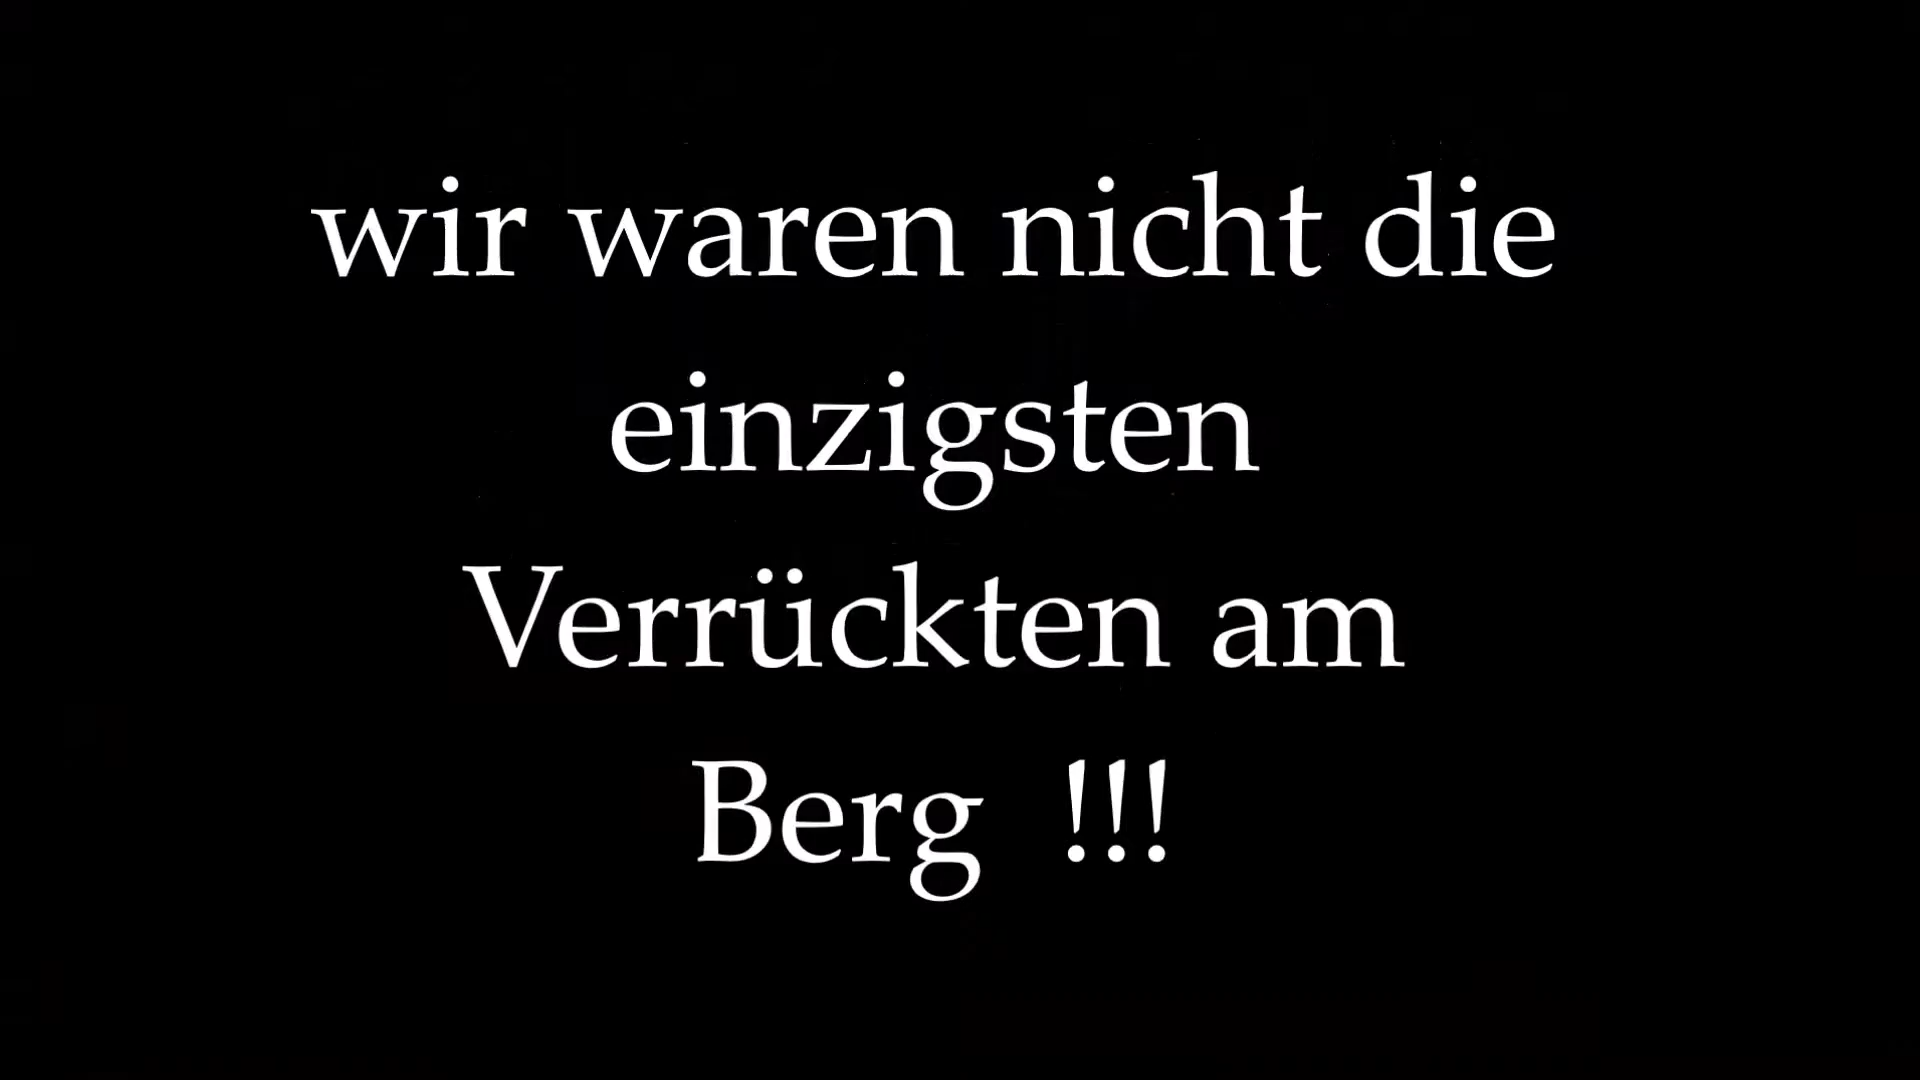 wir waren nicht die
einzigsten
Verrückten am
Berg  !!!